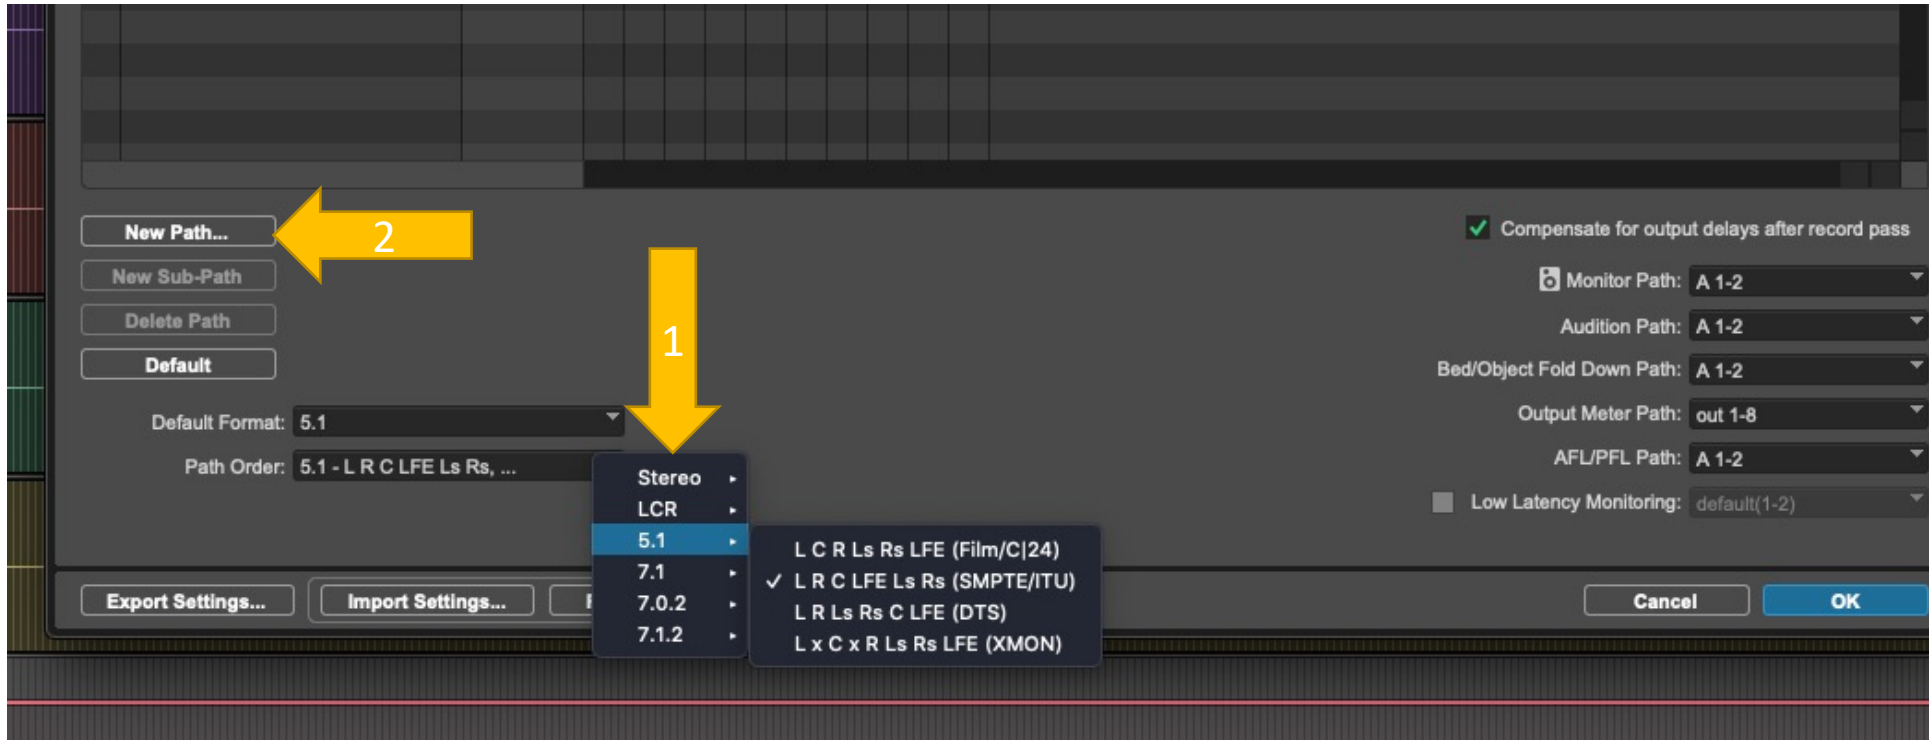 New Path...
2
New Sub-Path
Delete Path
Default
1
Default Format: 5.1
Path Order: 5.1 - L R C LFE Ls Rs, ...
Stereo
LCR
5.1
7.1
7.0.2
7.1.2
L C R Ls Rs LFE (Film/C|24)
✓ L R C LFE Ls Rs (SMPTE/ITU)
L R Ls Rs C LFE (DTS)
L x C x R Ls Rs LFE (XMON)
Compensate for output delays after record pass
Monitor Path: A 1-2
Audition Path: A 1-2
Bed/Object Fold Down Path: A 1-2
Output Meter Path: out 1-8
AFL/PFL Path: A 1-2
Low Latency Monitoring: default(1-2)
Export Settings...
Import Settings...
Cancel
OK